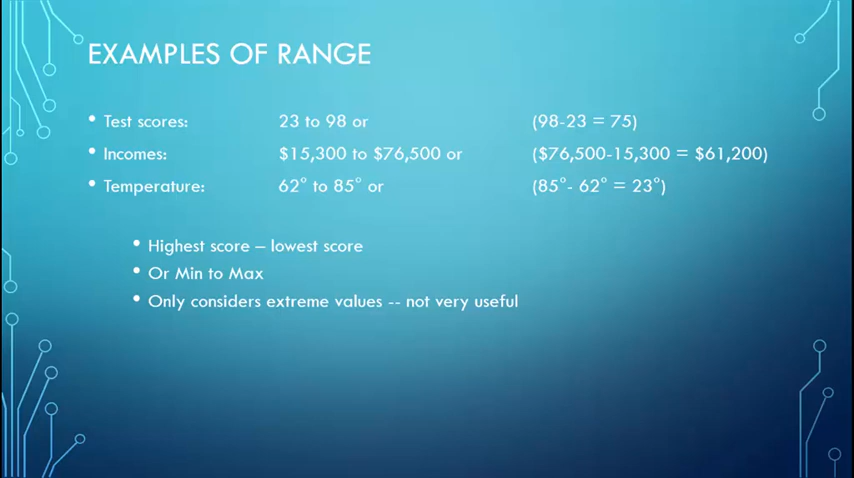 EXAMPLES OF RANGE
• Test scores: 23 to 98 or (98-23 = 75)
• Incomes: $15,300 to $76,500 or ($76,500-15,300 = $61,200)
• Temperature: 62° to 85° or (85°- 62° = 23°)
• Highest score – lowest score
• Or Min to Max
• Only considers extreme values -- not very useful